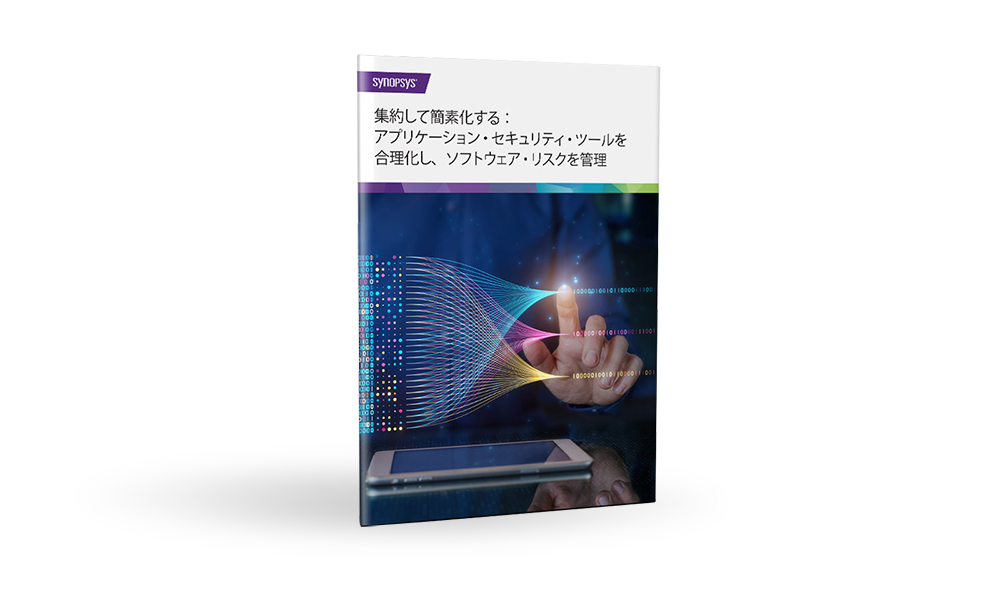 SYNOPSYS®
集約して簡素化する：
アプリケーション・セキュリティ・ツールを
合理化し、ソフトウェア・リスクを管理